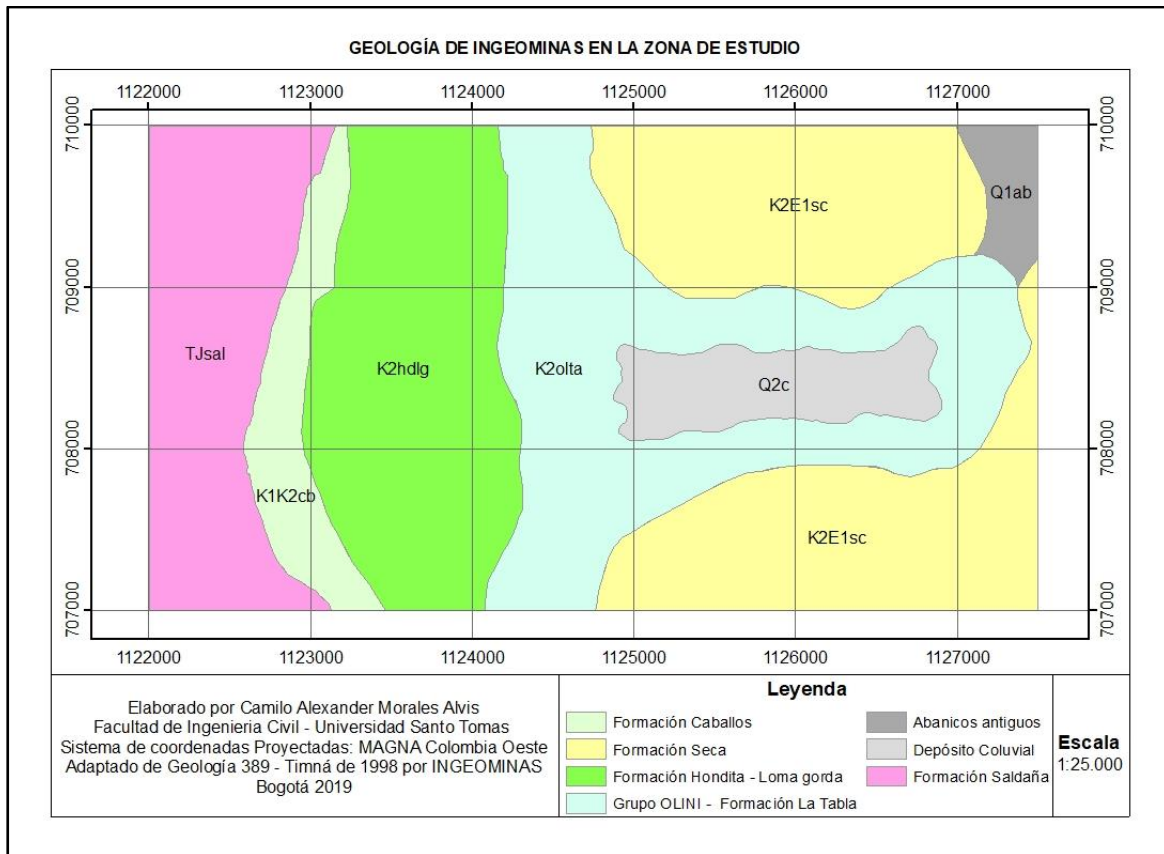 GEOLOGÍA DE INGEOMINAS EN LA ZONA DE ESTUDIO
1122000 1123000 1124000 1125000 1126000 1127000
710000 710000
Q1ab
K2E1sc
709000 709000
TJsal K2hdlg K2olta Q2c
708000 708000
K1K2cb
K2E1sc
707000 707000
1122000 1123000 1124000 1125000 1126000 1127000
Elaborado por Camilo Alexander Morales Alvis
Facultad de Ingenieria Civil - Universidad Santo Tomas
Sistema de coordenadas Proyectadas: MAGNA Colombia Oeste
Adaptado de Geología 389 - Timná de 1998 por INGEOMINAS
Bogotá 2019
Leyenda
Formación Caballos
Formación Seca
Formación Hondita - Loma gorda
Grupo OLINI - Formación La Tabla
Abanicos antiguos
Depósito Coluvial
Formación Saldaña
Escala
1:25.000